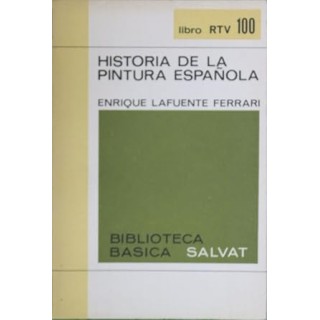 libro RTV 100
HISTORIA DE LA
PINTURA ESPAÑOLA
ENRIQUE LAFUENTE FERRARI
BIBLIOTECA
BASICA SALVAT